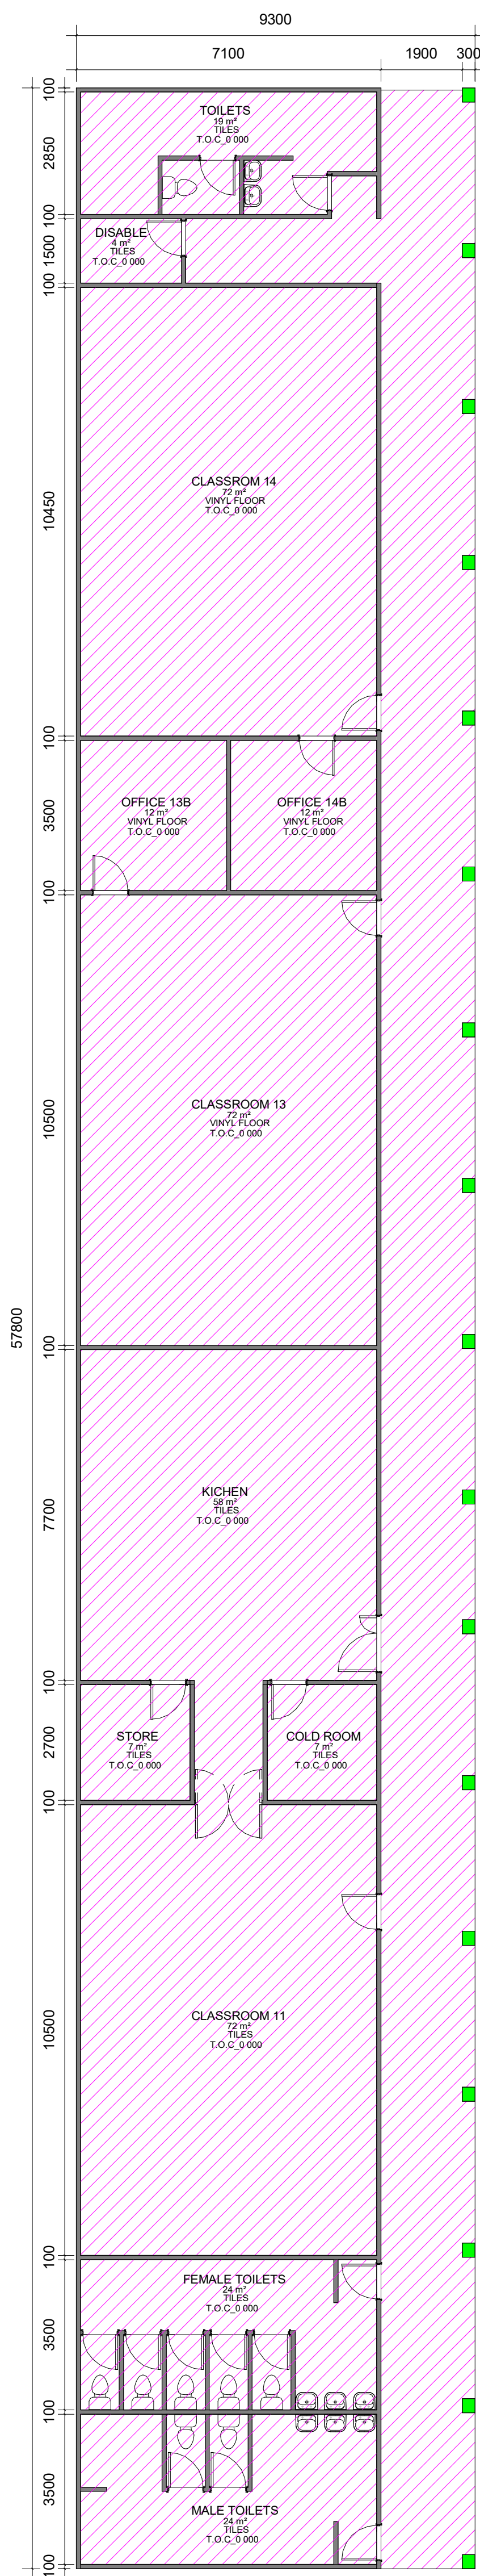 9300
7100
1900
300
100
TOILETS
19 m²
TILES
T.O.C_0 000
2850
100
DISABLE
4 m²
TILES
T.O.C_0 000
1500
100
CLASSROM 14
72 m²
VINYL FLOOR
T.O.C_0 000
10450
100
OFFICE 13B
12 m²
VINYL FLOOR
T.O.C_0 000
OFFICE 14B
12 m²
VINYL FLOOR
T.O.C_0 000
3500
100
CLASSROOM 13
72 m²
VINYL FLOOR
T.O.C_0 000
10500
57800
100
KICHEN
58 m²
TILES
T.O.C_0 000
7700
100
STORE
7 m²
TILES
T.O.C_0 000
COLD ROOM
7 m²
TILES
T.O.C_0 000
2700
100
CLASSROOM 11
72 m²
TILES
T.O.C_0 000
10500
100
FEMALE TOILETS
24 m²
TILES
T.O.C_0 000
3500
100
MALE TOILETS
24 m²
TILES
T.O.C_0 000
3500
100